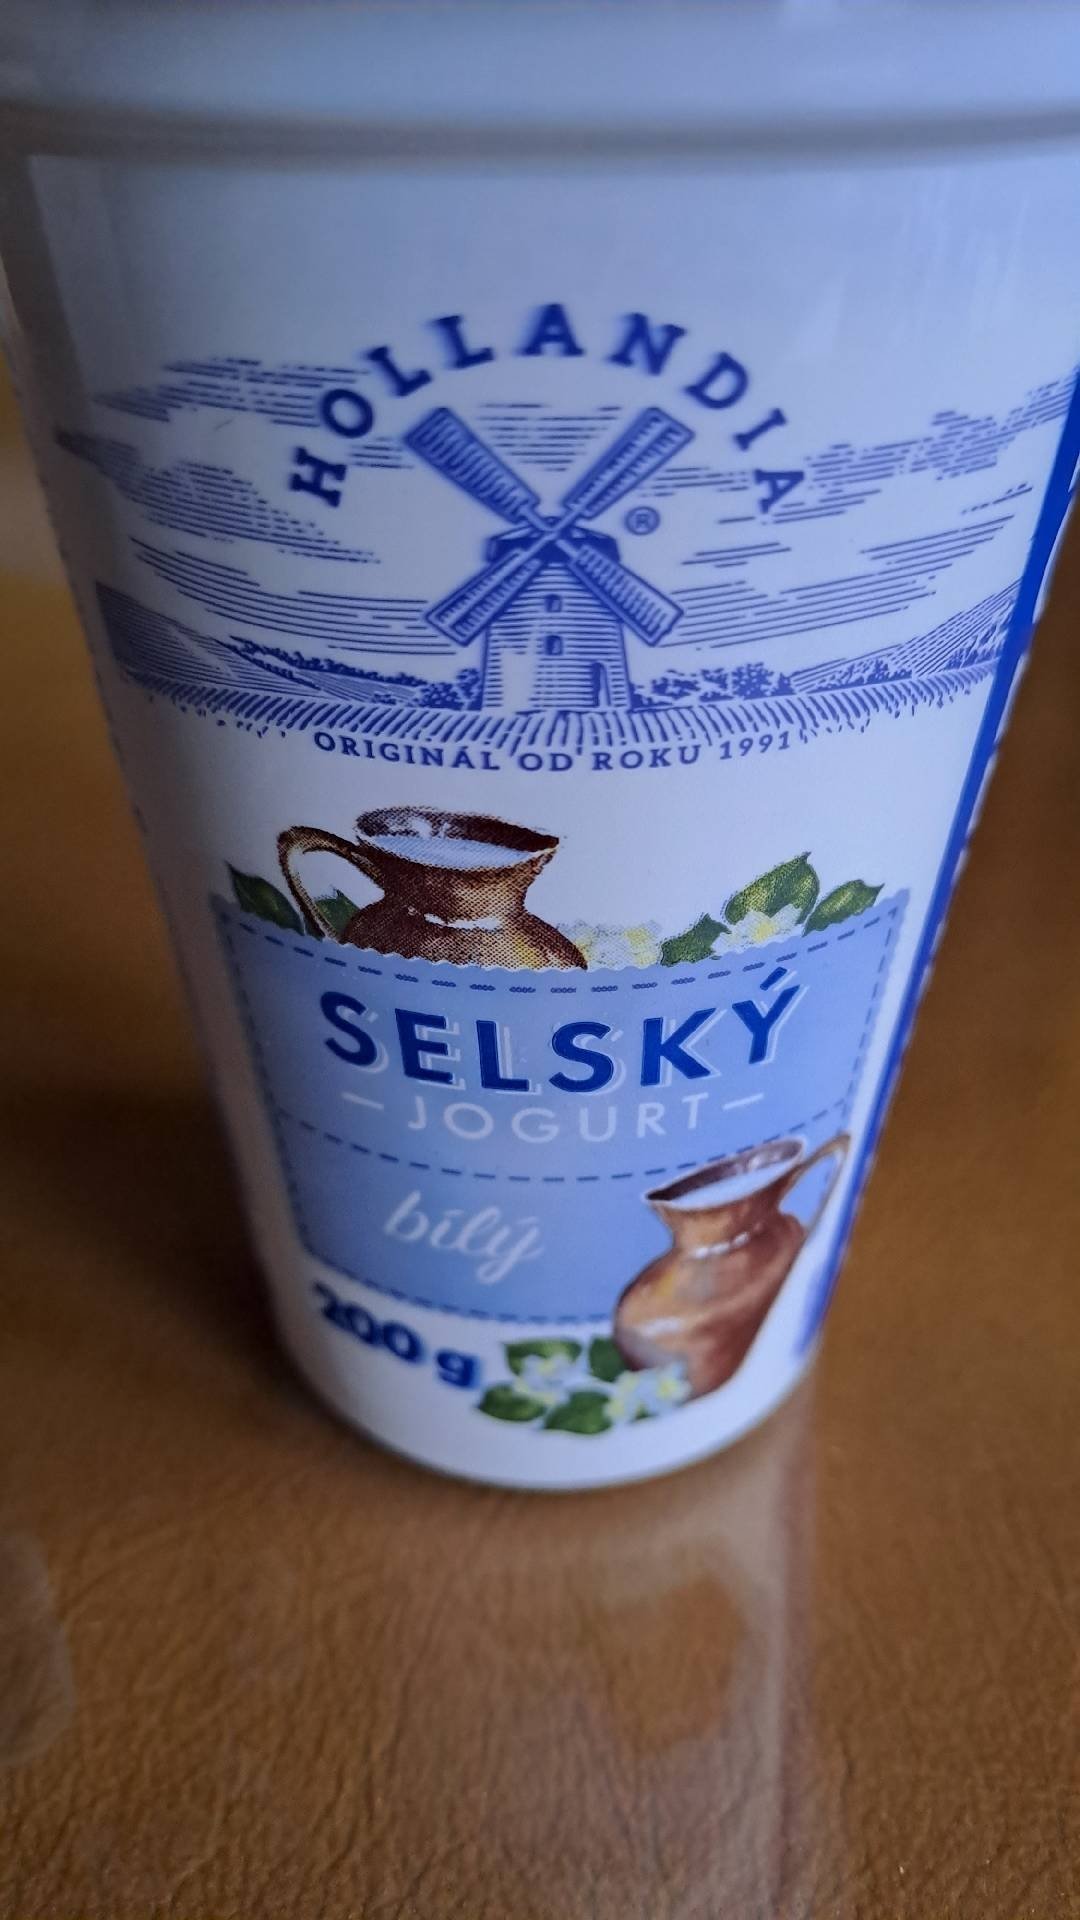 HOLLANDIA
®
ORIGINÁL OD ROKU 1991
SELSKÝ
JOGURT
bílý
200 g